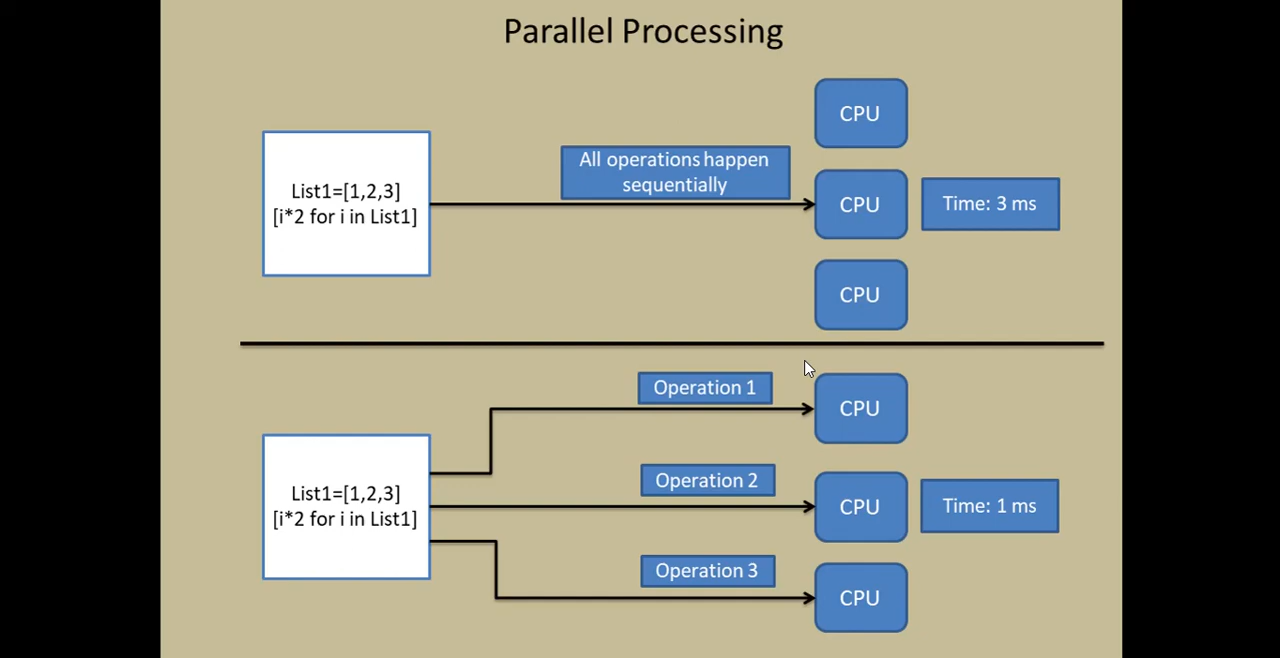 Parallel Processing
CPU
All operations happen
sequentially
List1=[1,2,3]
[i*2 for i in List1]
CPU
Time: 3 ms
CPU
Operation 1
CPU
List1=[1,2,3]
[i*2 for i in List1]
Operation 2
CPU
Time: 1 ms
Operation 3
CPU